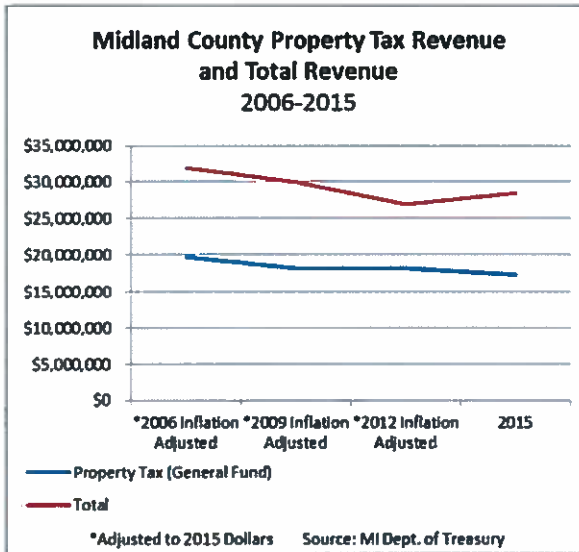 Midland County Property Tax Revenue
and Total Revenue
2006-2015
$35,000,000
$30,000,000
$25,000,000
$20,000,000
$15,000,000
$10,000,000
$5,000,000
$0
*2006 Inflation Adjusted
*2009 Inflation Adjusted
*2012 Inflation Adjusted
2015
Property Tax (General Fund)
Total
*Adjusted to 2015 Dollars Source: MI Dept. of Treasury